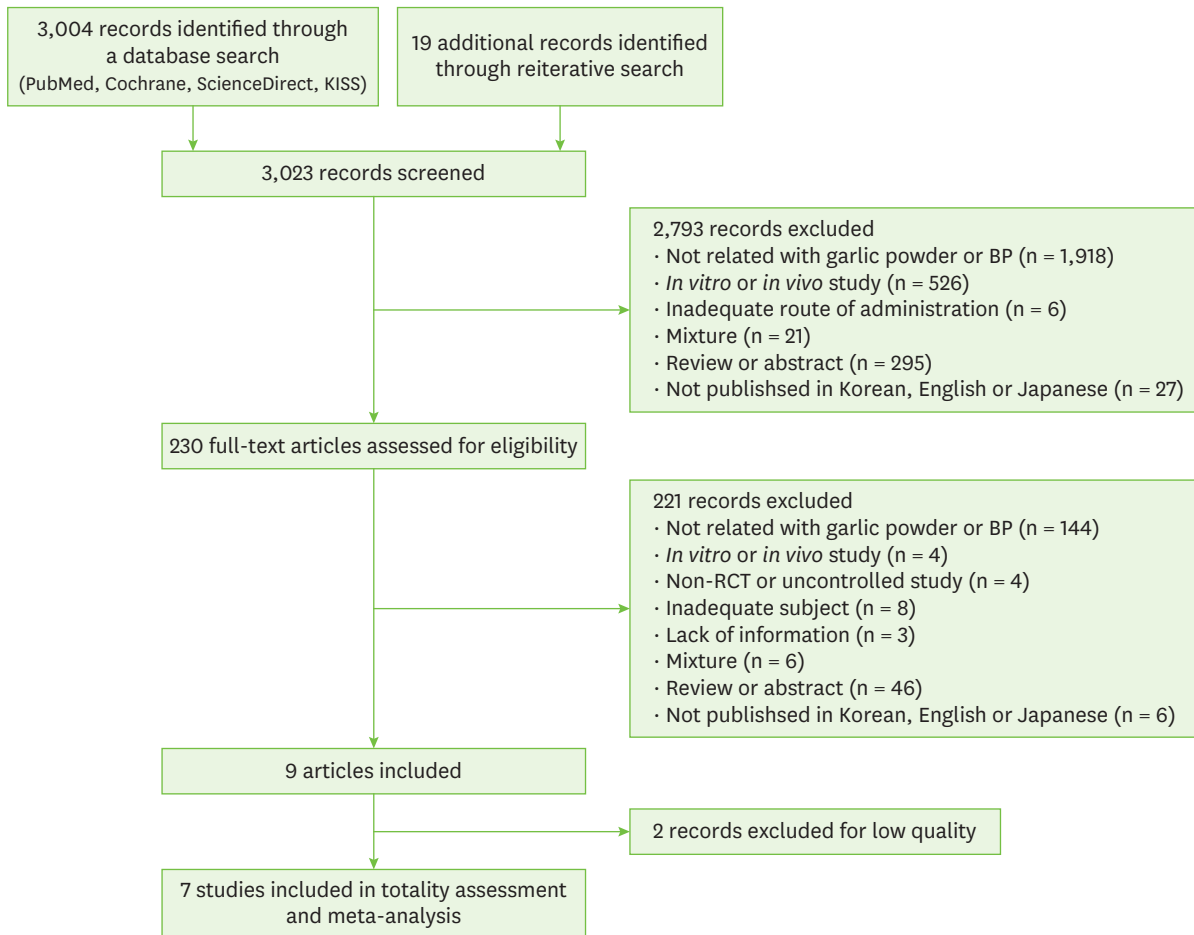 3,004 records identified through
a database search
(PubMed, Cochrane, ScienceDirect, KISS)
19 additional records identified
through reiterative search
3,023 records screened
2,793 records excluded
· Not related with garlic powder or BP (n = 1,918)
· In vitro or in vivo study (n = 526)
· Inadequate route of administration (n = 6)
· Mixture (n = 21)
· Review or abstract (n = 295)
· Not publishsed in Korean, English or Japanese (n = 27)
230 full-text articles assessed for eligibility
221 records excluded
· Not related with garlic powder or BP (n = 144)
· In vitro or in vivo study (n = 4)
· Non-RCT or uncontrolled study (n = 4)
· Inadequate subject (n = 8)
· Lack of information (n = 3)
· Mixture (n = 6)
· Review or abstract (n = 46)
· Not publishsed in Korean, English or Japanese (n = 6)
9 articles included
2 records excluded for low quality
7 studies included in totality assessment
and meta-analysis